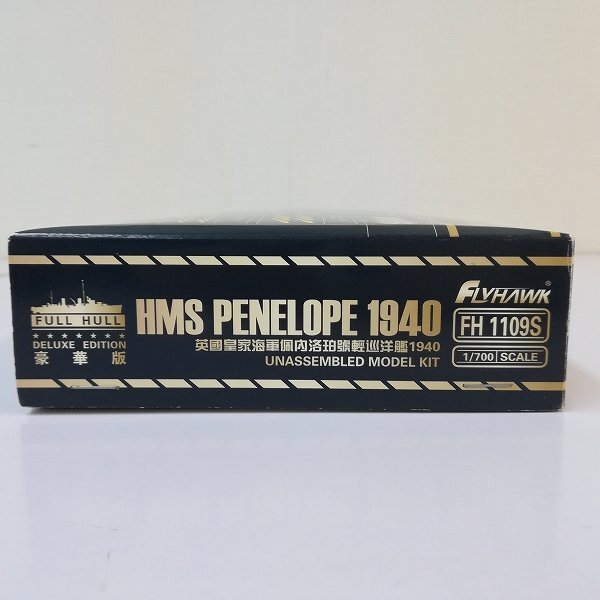 FULL HULL
DELUXE EDITION
豪華版
HMS PENELOPE 1940
英國皇家海軍佩內洛珀號輕巡洋艦1940
UNASSEMBLED MODEL KIT
FLYHAWK®
FH 1109S
1/700 SCALE